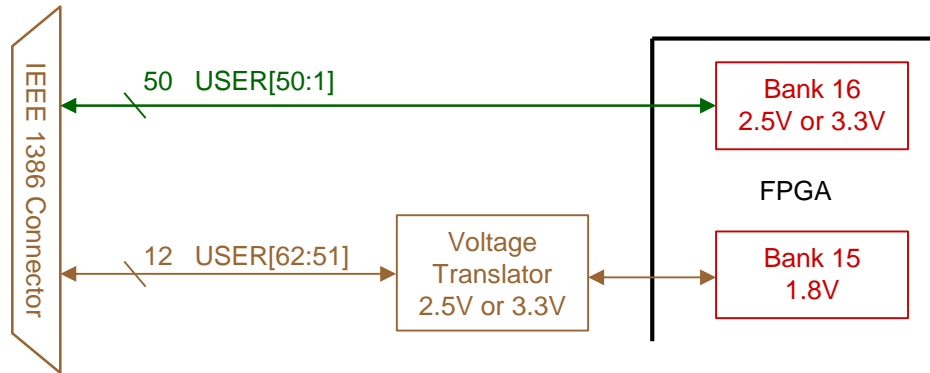 IEEE 1386 Connector
50 USER[50:1]
Bank 16
2.5V or 3.3V
FPGA
12 USER[62:51]
Voltage
Translator
2.5V or 3.3V
Bank 15
1.8V